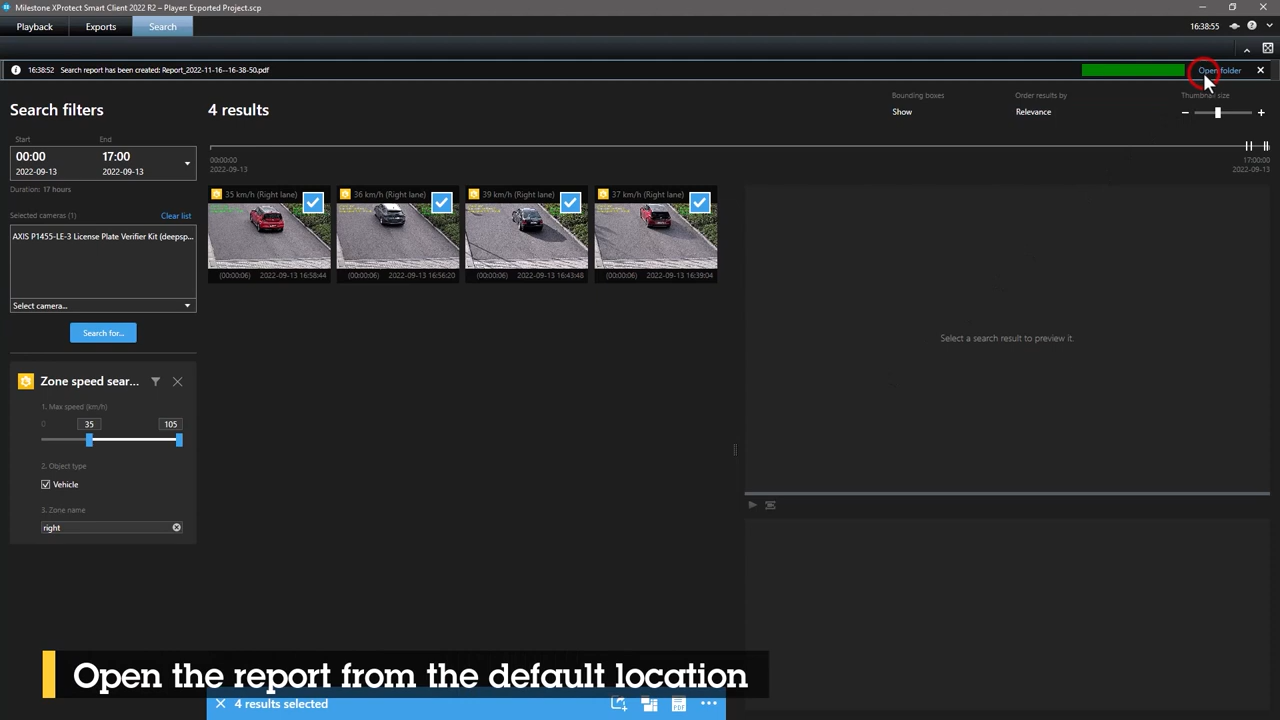 Milestone XProtect Smart Client 2022 R2 – Player: Exported Project.scp
Playback
Exports
Search
16:38:55
16:38:52 Search report has been created: Report_2022-11-16--16-38-50.pdf
Open folder
Search filters
4 results
Bounding boxes
Show
Order results by
Relevance
Thumbnail size
Start
End
00:00
17:00
2022-09-13
2022-09-13
Duration: 17 hours
00:00:00
2022-09-13
17:00:00
2022-09-13
Selected cameras (1)
Clear list
AXIS P1455-LE-3 License Plate Verifier Kit (deepsp...
Select camera...
Search for...
35 km/h (Right lane)
(00:00:06) 2022-09-13 16:58:44
36 km/h (Right lane)
(00:00:06) 2022-09-13 16:56:20
39 km/h (Right lane)
(00:00:06) 2022-09-13 16:43:48
37 km/h (Right lane)
(00:00:06) 2022-09-13 16:39:04
Select a search result to preview it.
Zone speed sear...
1. Max speed (km/h)
0
35
105
2. Object type
Vehicle
3. Zone name
right
Open the report from the default location
4 results selected
PDF